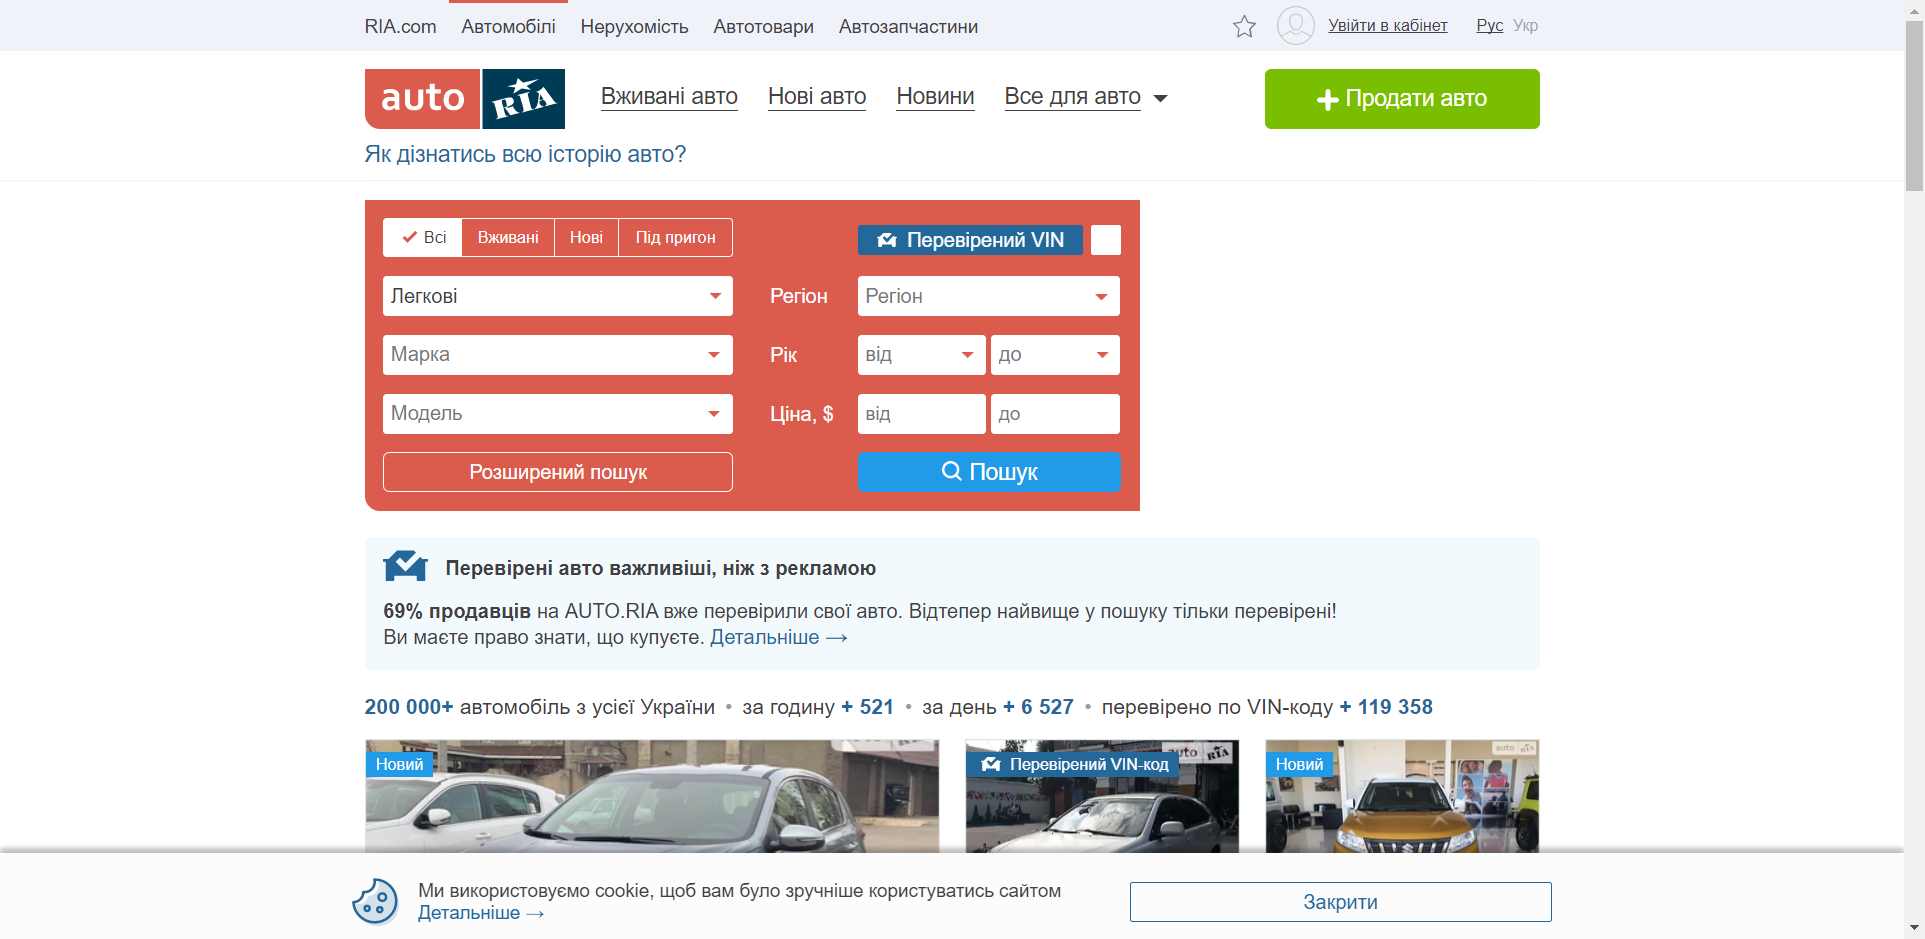 RIA.com Автомобілі Нерухомість Автотовари Автозапчастини Увійти в кабінет Рус Укр
auto RIA Вживані авто Нові авто Новини Все для авто Продати авто
Як дізнатись всю історію авто?
Всі Вживані Нові Під пригон Перевірений VIN
Легкові Регіон Регіон
Марка Рік від до
Модель Ціна, $ від до
Розширений пошук Пошук
Перевірені авто важливіші, ніж з рекламою
69% продавців на AUTO.RIA вже перевірили свої авто. Відтепер найвище у пошуку тільки перевірені!
Ви маєте право знати, що купуєте. Детальніше →
200 000+ автомобіль з усієї України • за годину + 521 • за день + 6 527 • перевірено по VIN-коду + 119 358
auto RIA auto RIA
Новий Перевірений VIN-код Новий
Ми використовуємо cookie, щоб вам було зручніше користуватись сайтом
Детальніше →
Закрити